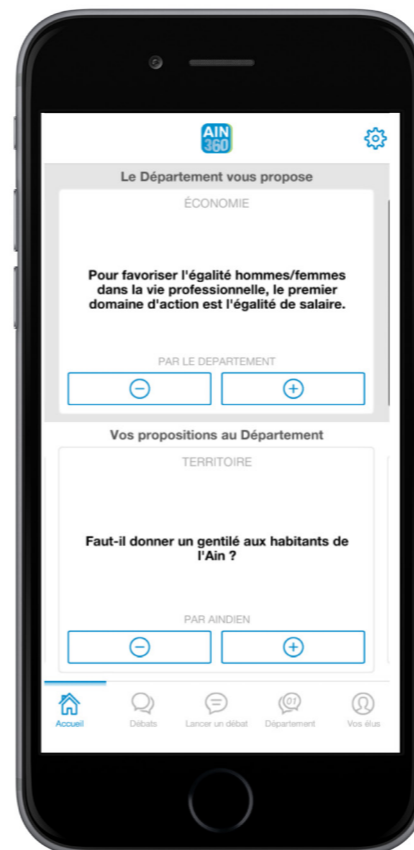 AIN
360
Le Département vous propose
ÉCONOMIE
Pour favoriser l'égalité hommes/femmes
dans la vie professionnelle, le premier
domaine d'action est l'égalité de salaire.
PAR LE DEPARTEMENT
Vos propositions au Département
TERRITOIRE
Faut-il donner un gentilé aux habitants de
l'Ain ?
PAR AINDIEN
01
Accueil Débats Lancer un débat Département Vos élus